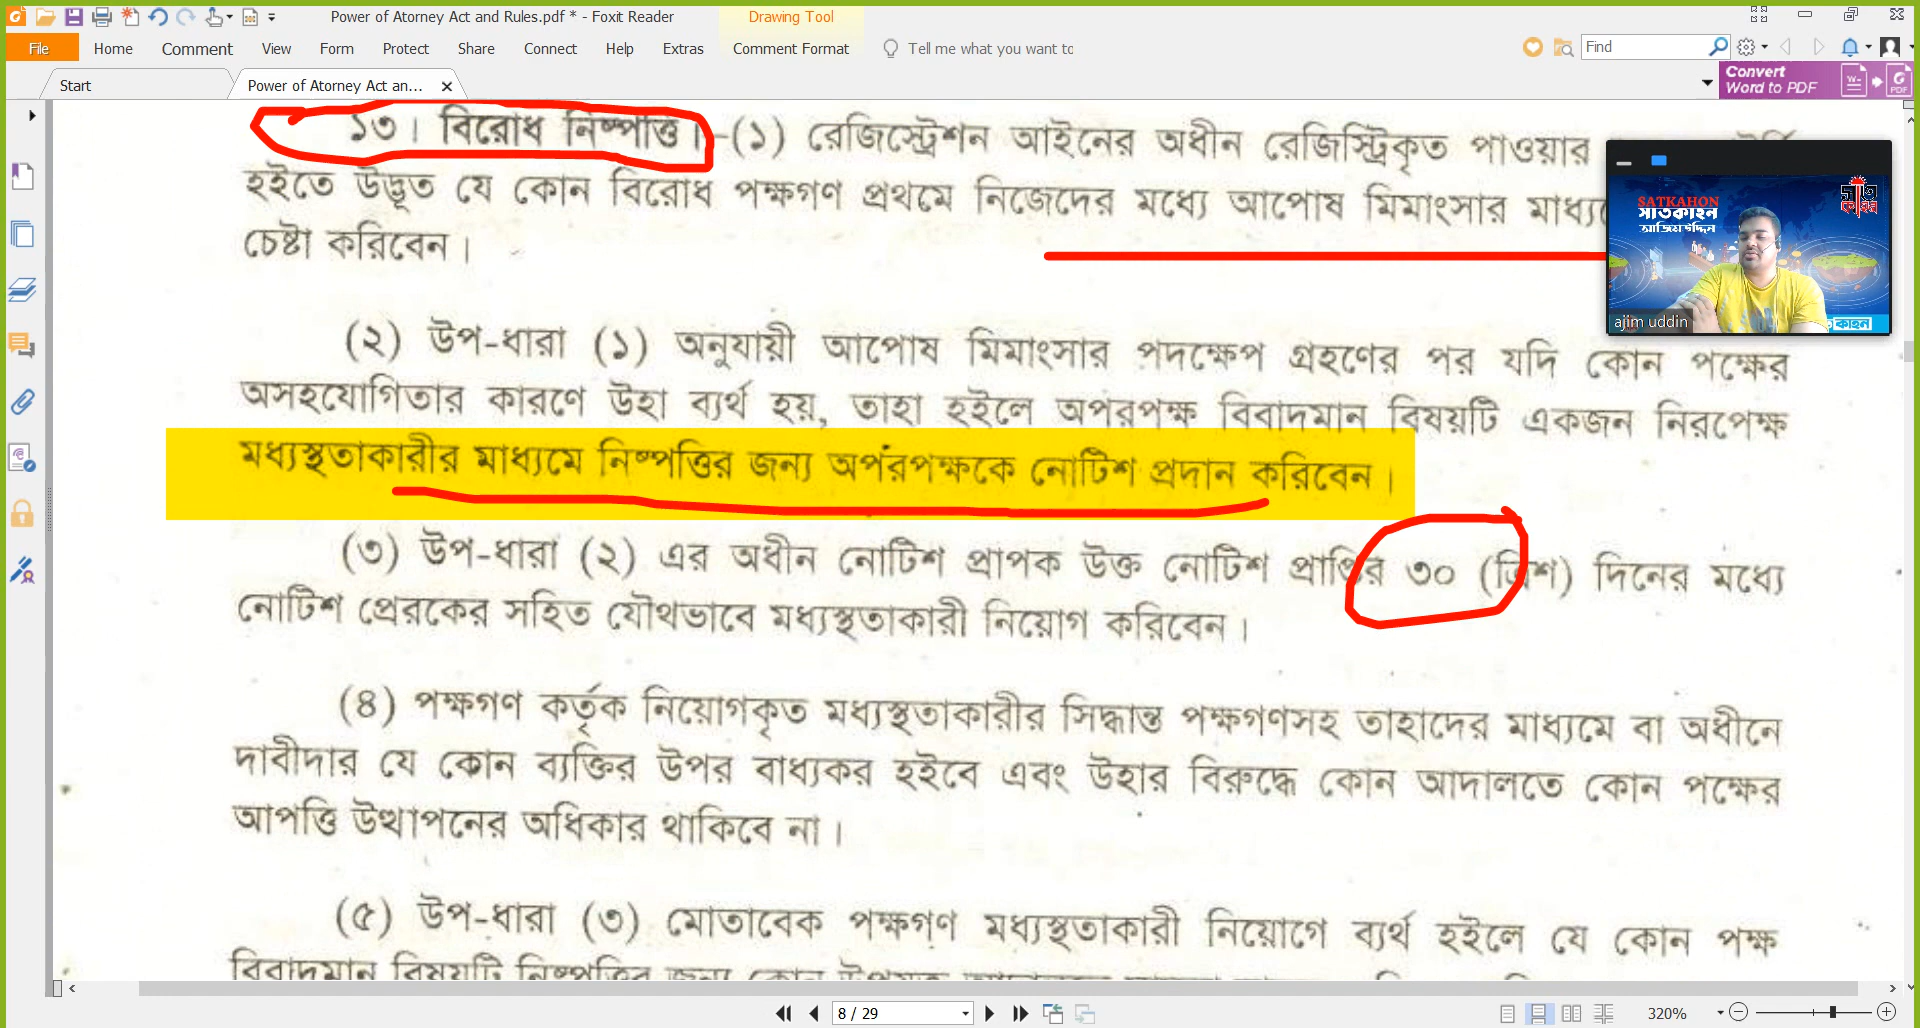 Power of Atorney Act and Rules.pdf * - Foxit Reader
Drawing Tool
File Home Comment View Form Protect Share Connect Help Extras Comment Format Tell me what you want to
Find
Start
Power of Atorney Act an...
Convert
Word to PDF
১৩। বিরোধ নিষ্পত্তি।-(১) রেজিস্ট্রেশন আইনের অধীন রেজিস্ট্রিকৃত পাওয়ার
হইতে উদ্ভূত যে কোন বিরোধ পক্ষগণ প্রথমে নিজেদের মধ্যে আপোষ মিমাংসার
চেষ্টা করিবেন।
SATKAHON
সাতকাহন
আজিম উদ্দিন
ajim uddin
(২) উপ-ধারা (১) অনুযায়ী আপোষ মিমাংসার পদক্ষেপ গ্রহণের পর যদি কোন পক্ষের
অসহযোগিতার কারণে উহা ব্যর্থ হয়, তাহা হইলে অপরপক্ষ বিবাদমান বিষয়টি একজন নিরপেক্ষ
মধ্যস্থতাকারীর মাধ্যমে নিষ্পত্তির জন্য অপরপক্ষকে নোটিশ প্রদান করিবেন।
(৩) উপ-ধারা (২) এর অধীন নোটিশ প্রাপক উক্ত নোটিশ প্রাপ্তির ৩০ (ত্রিশ) দিনের মধ্যে
নোটিশ প্রেরকের সহিত যৌথভাবে মধ্যস্থতাকারী নিয়োগ করিবেন।
(৪) পক্ষগণ কর্তৃক নিয়োগকৃত মধ্যস্থতাকারীর সিদ্ধান্ত পক্ষগণসহ তাহাদের মাধ্যমে বা অধীনে
দাবীদার যে কোন ব্যক্তির উপর বাধ্যকর হইবে এবং উহার বিরুদ্ধে কোন আদালতে কোন পক্ষের
আপত্তি উত্থাপনের অধিকার থাকিবে না।
(৫) উপ-ধারা (৩) মোতাবেক পক্ষগণ মধ্যস্থতাকারী নিয়োগে ব্যর্থ হইলে যে কোন পক্ষ
বিবাদমান বিষয়টি নিষ্পত্তির জন্য কোন
8 / 29
320%